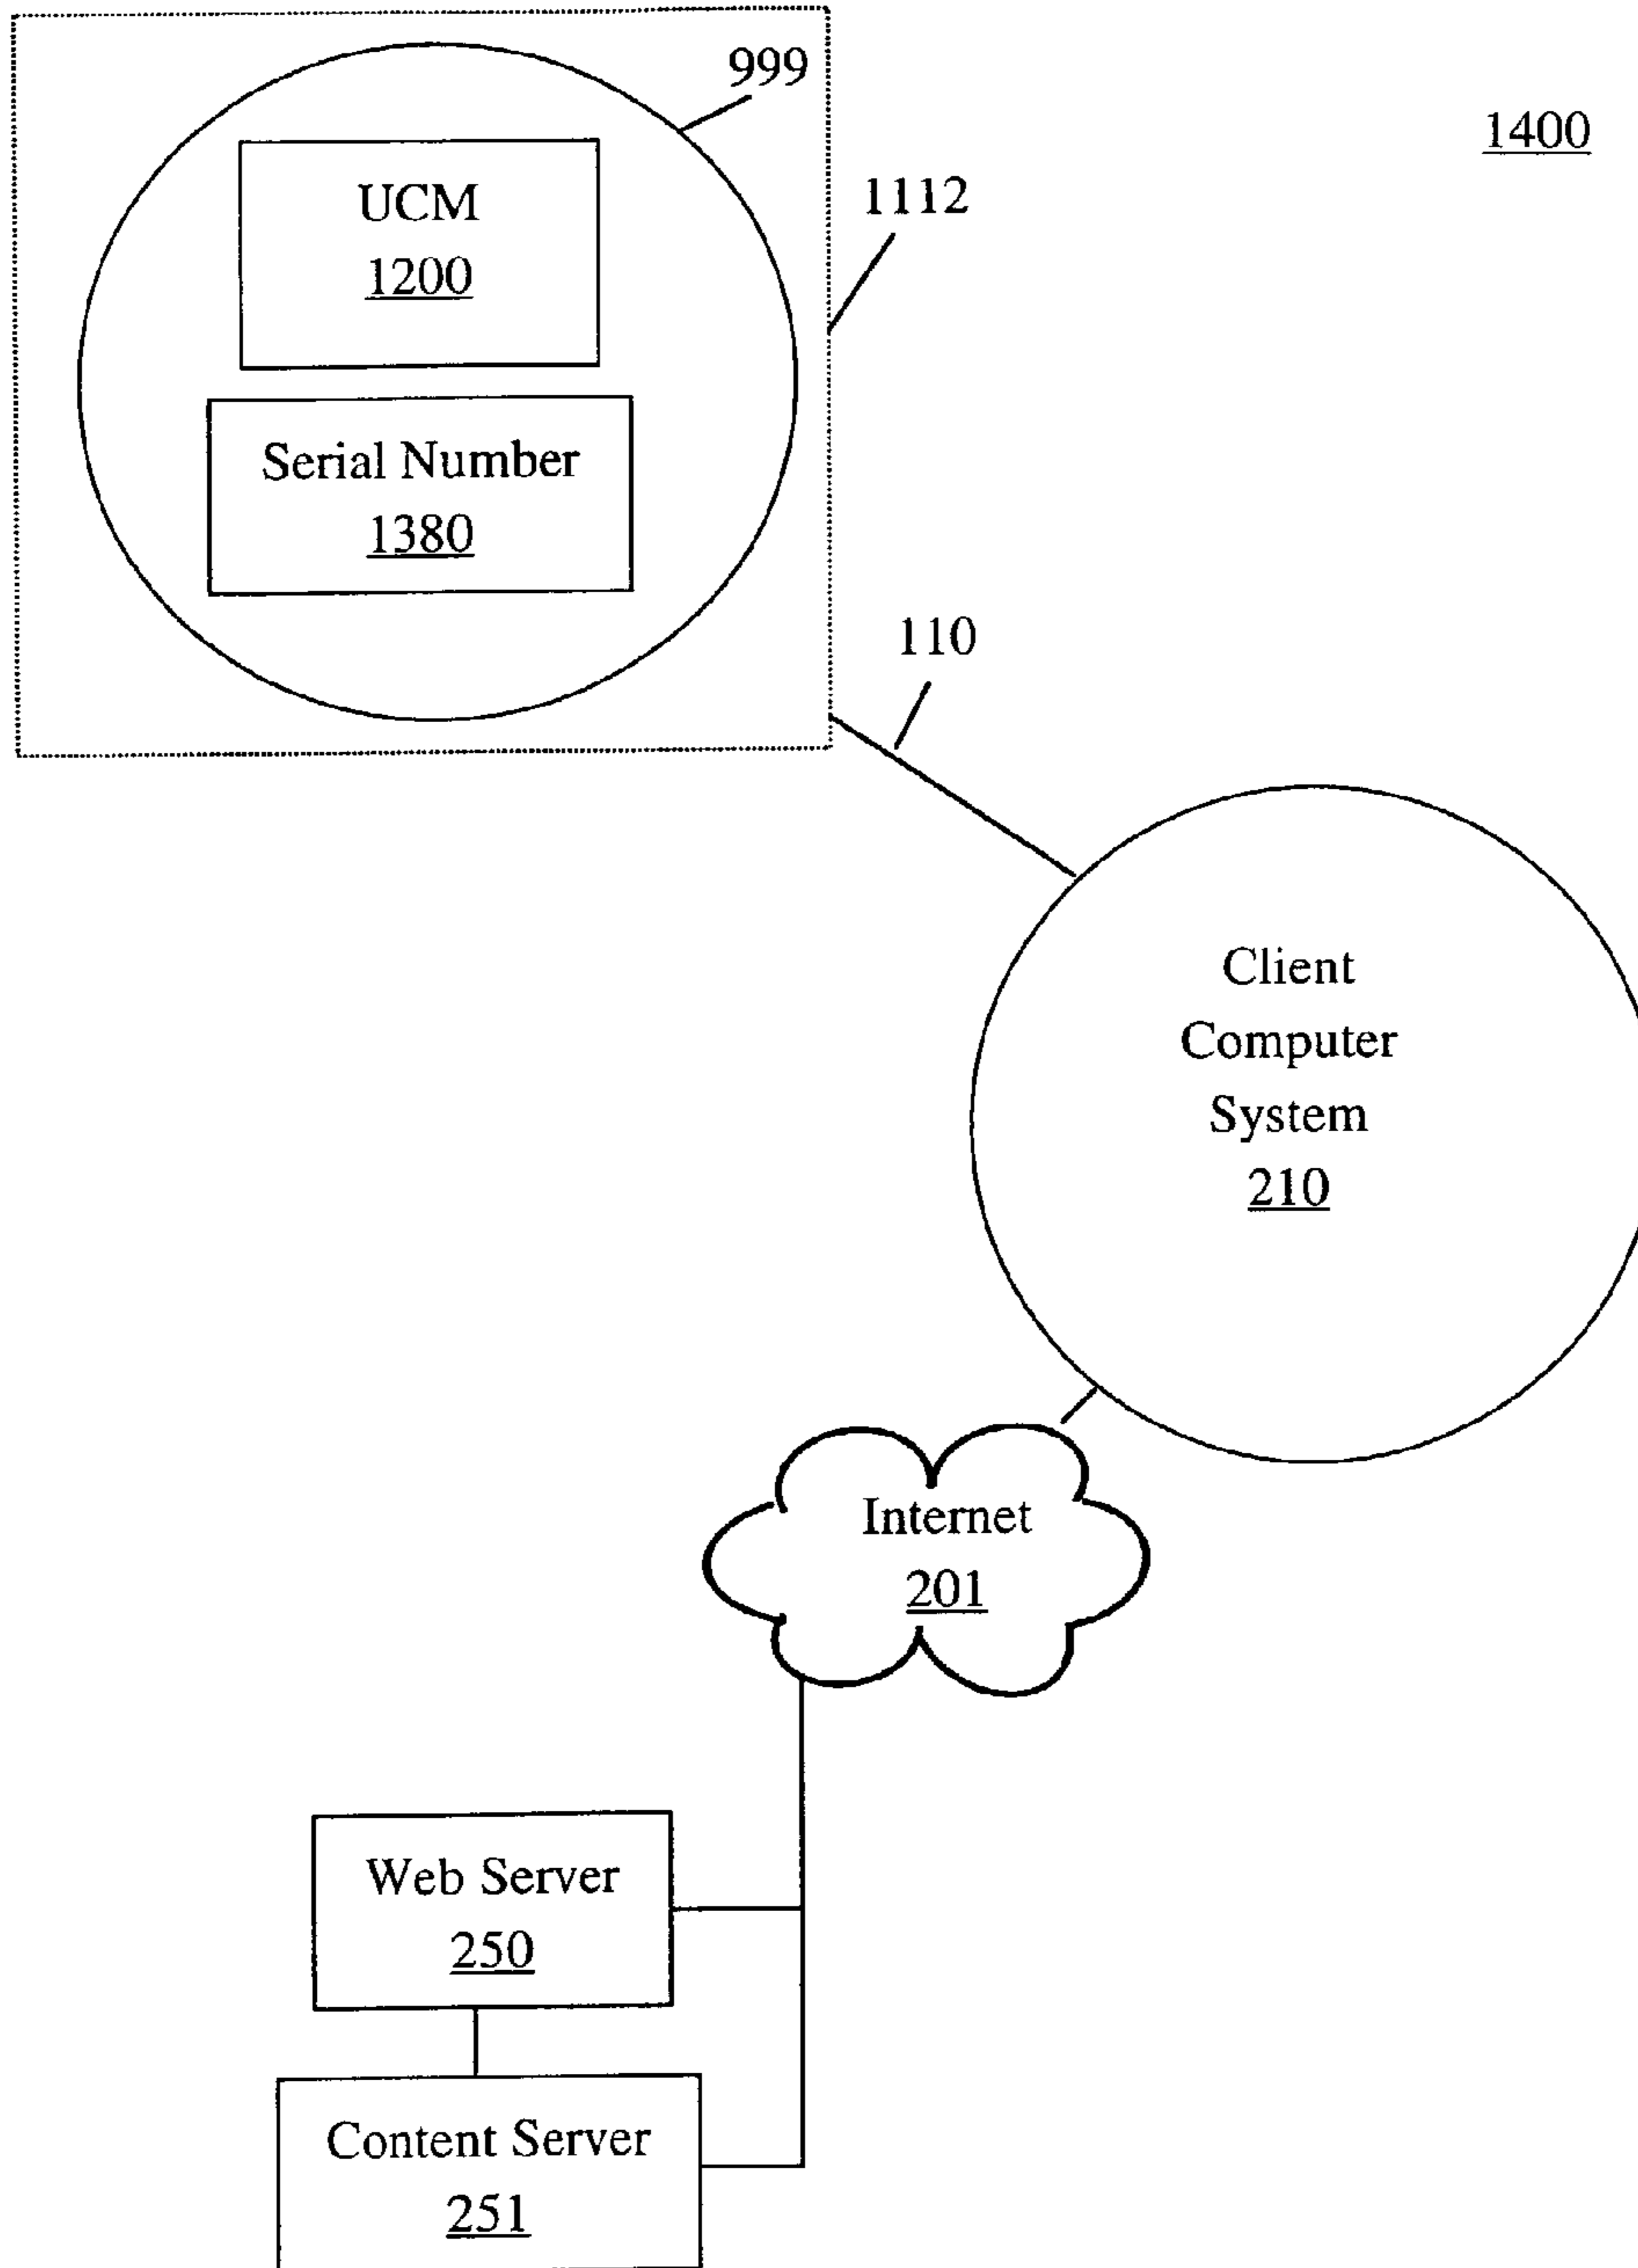 999
1400
UCM
1200
1112
Serial Number
1380
110
Client
Computer
System
210
Internet
201
Web Server
250
Content Server
251